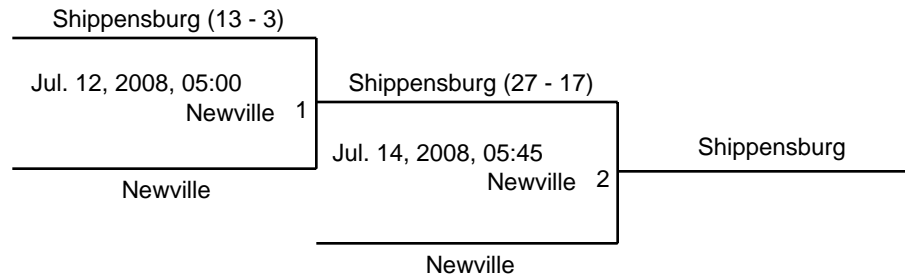 Shippensburg (13 - 3)
Jul. 12, 2008, 05:00
Newville 1
Newville
Shippensburg (27 - 17)
Jul. 14, 2008, 05:45
Newville 2
Newville
Shippensburg